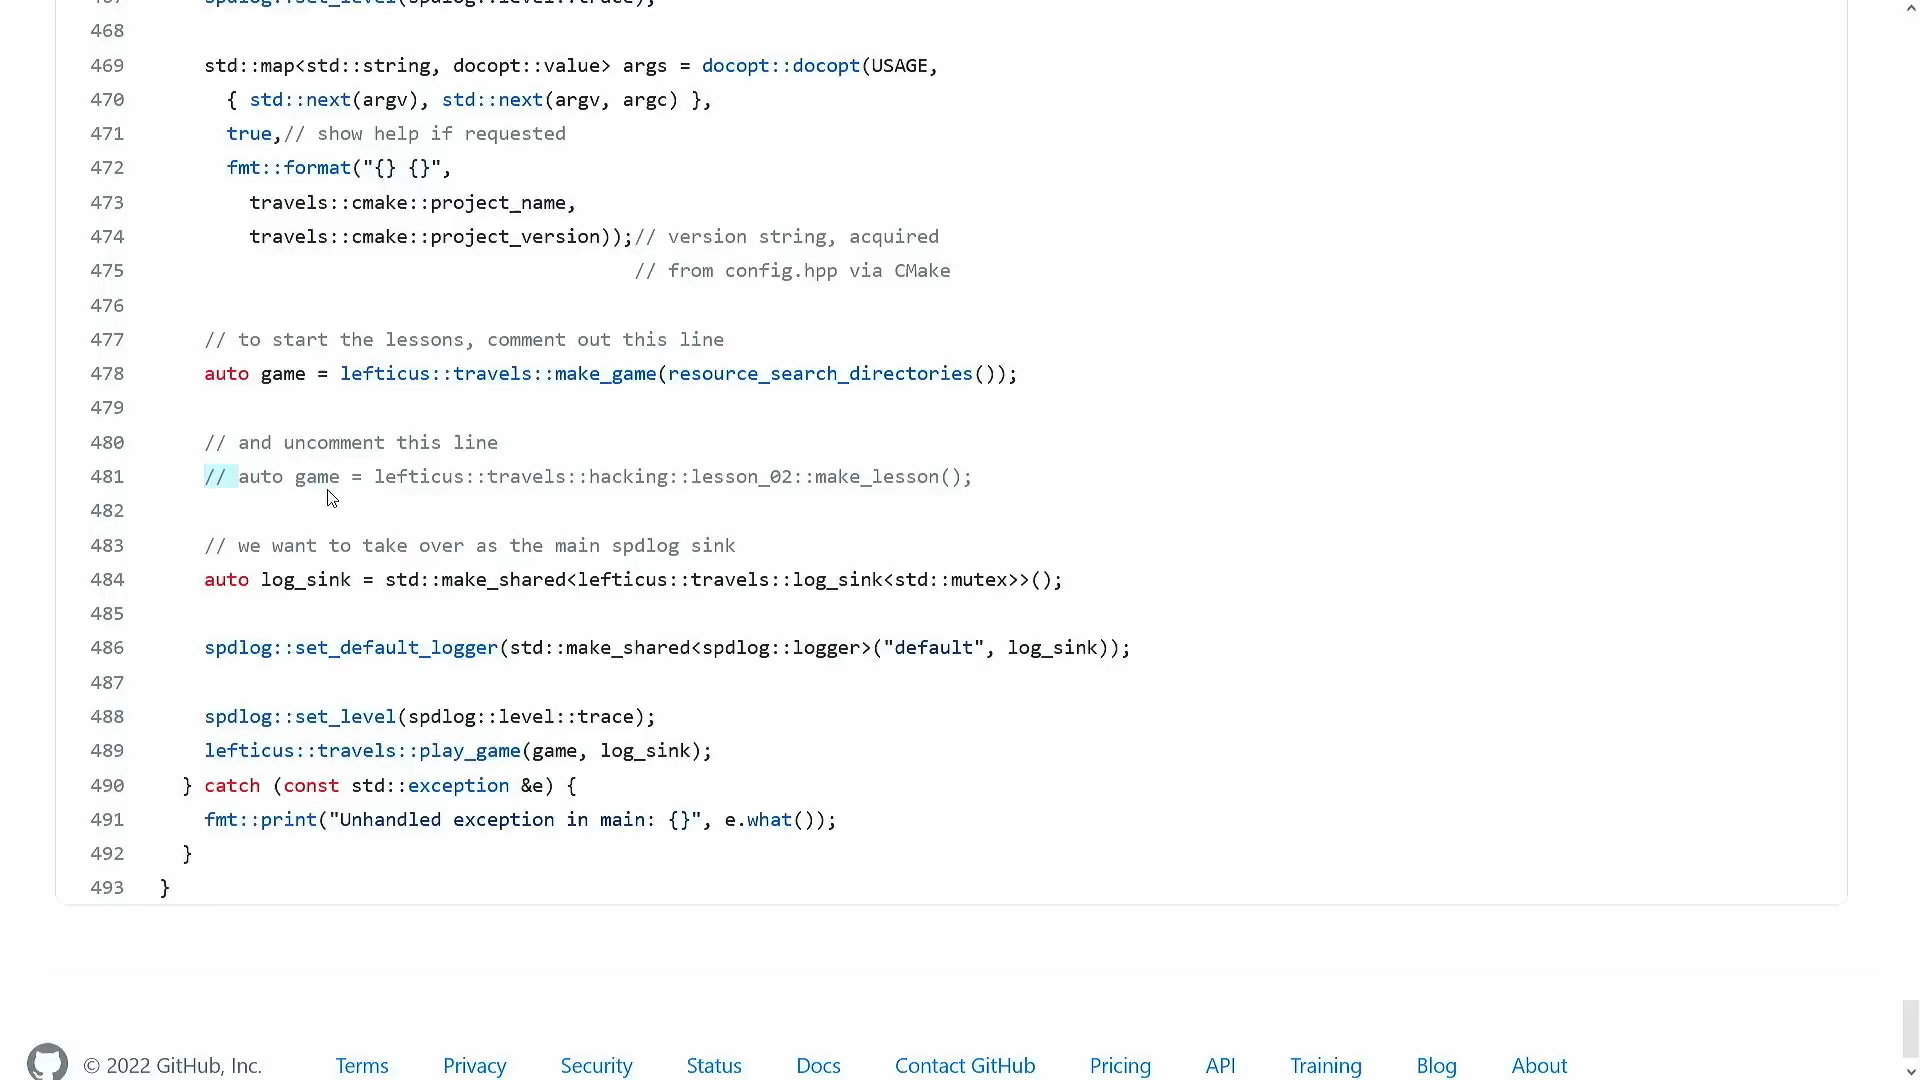 467 spdlog::set_level(spdlog::level::trace);
468
469 std::map<std::string, docopt::value> args = docopt::docopt(USAGE,
470 { std::next(argv), std::next(argv, argc) },
471 true,// show help if requested
472 fmt::format("{} {}",
473 travels::cmake::project_name,
474 travels::cmake::project_version));// version string, acquired
475 // from config.hpp via CMake
476
477 // to start the lessons, comment out this line
478 auto game = lefticus::travels::make_game(resource_search_directories());
479
480 // and uncomment this line
481 // auto game = lefticus::travels::hacking::lesson_02::make_lesson();
482
483 // we want to take over as the main spdlog sink
484 auto log_sink = std::make_shared<lefticus::travels::log_sink<std::mutex>>();
485
486 spdlog::set_default_logger(std::make_shared<spdlog::logger>("default", log_sink));
487
488 spdlog::set_level(spdlog::level::trace);
489 lefticus::travels::play_game(game, log_sink);
490 } catch (const std::exception &e) {
491 fmt::print("Unhandled exception in main: {}", e.what());
492 }
493 }
© 2022 GitHub, Inc. Terms Privacy Security Status Docs Contact GitHub Pricing API Training Blog About